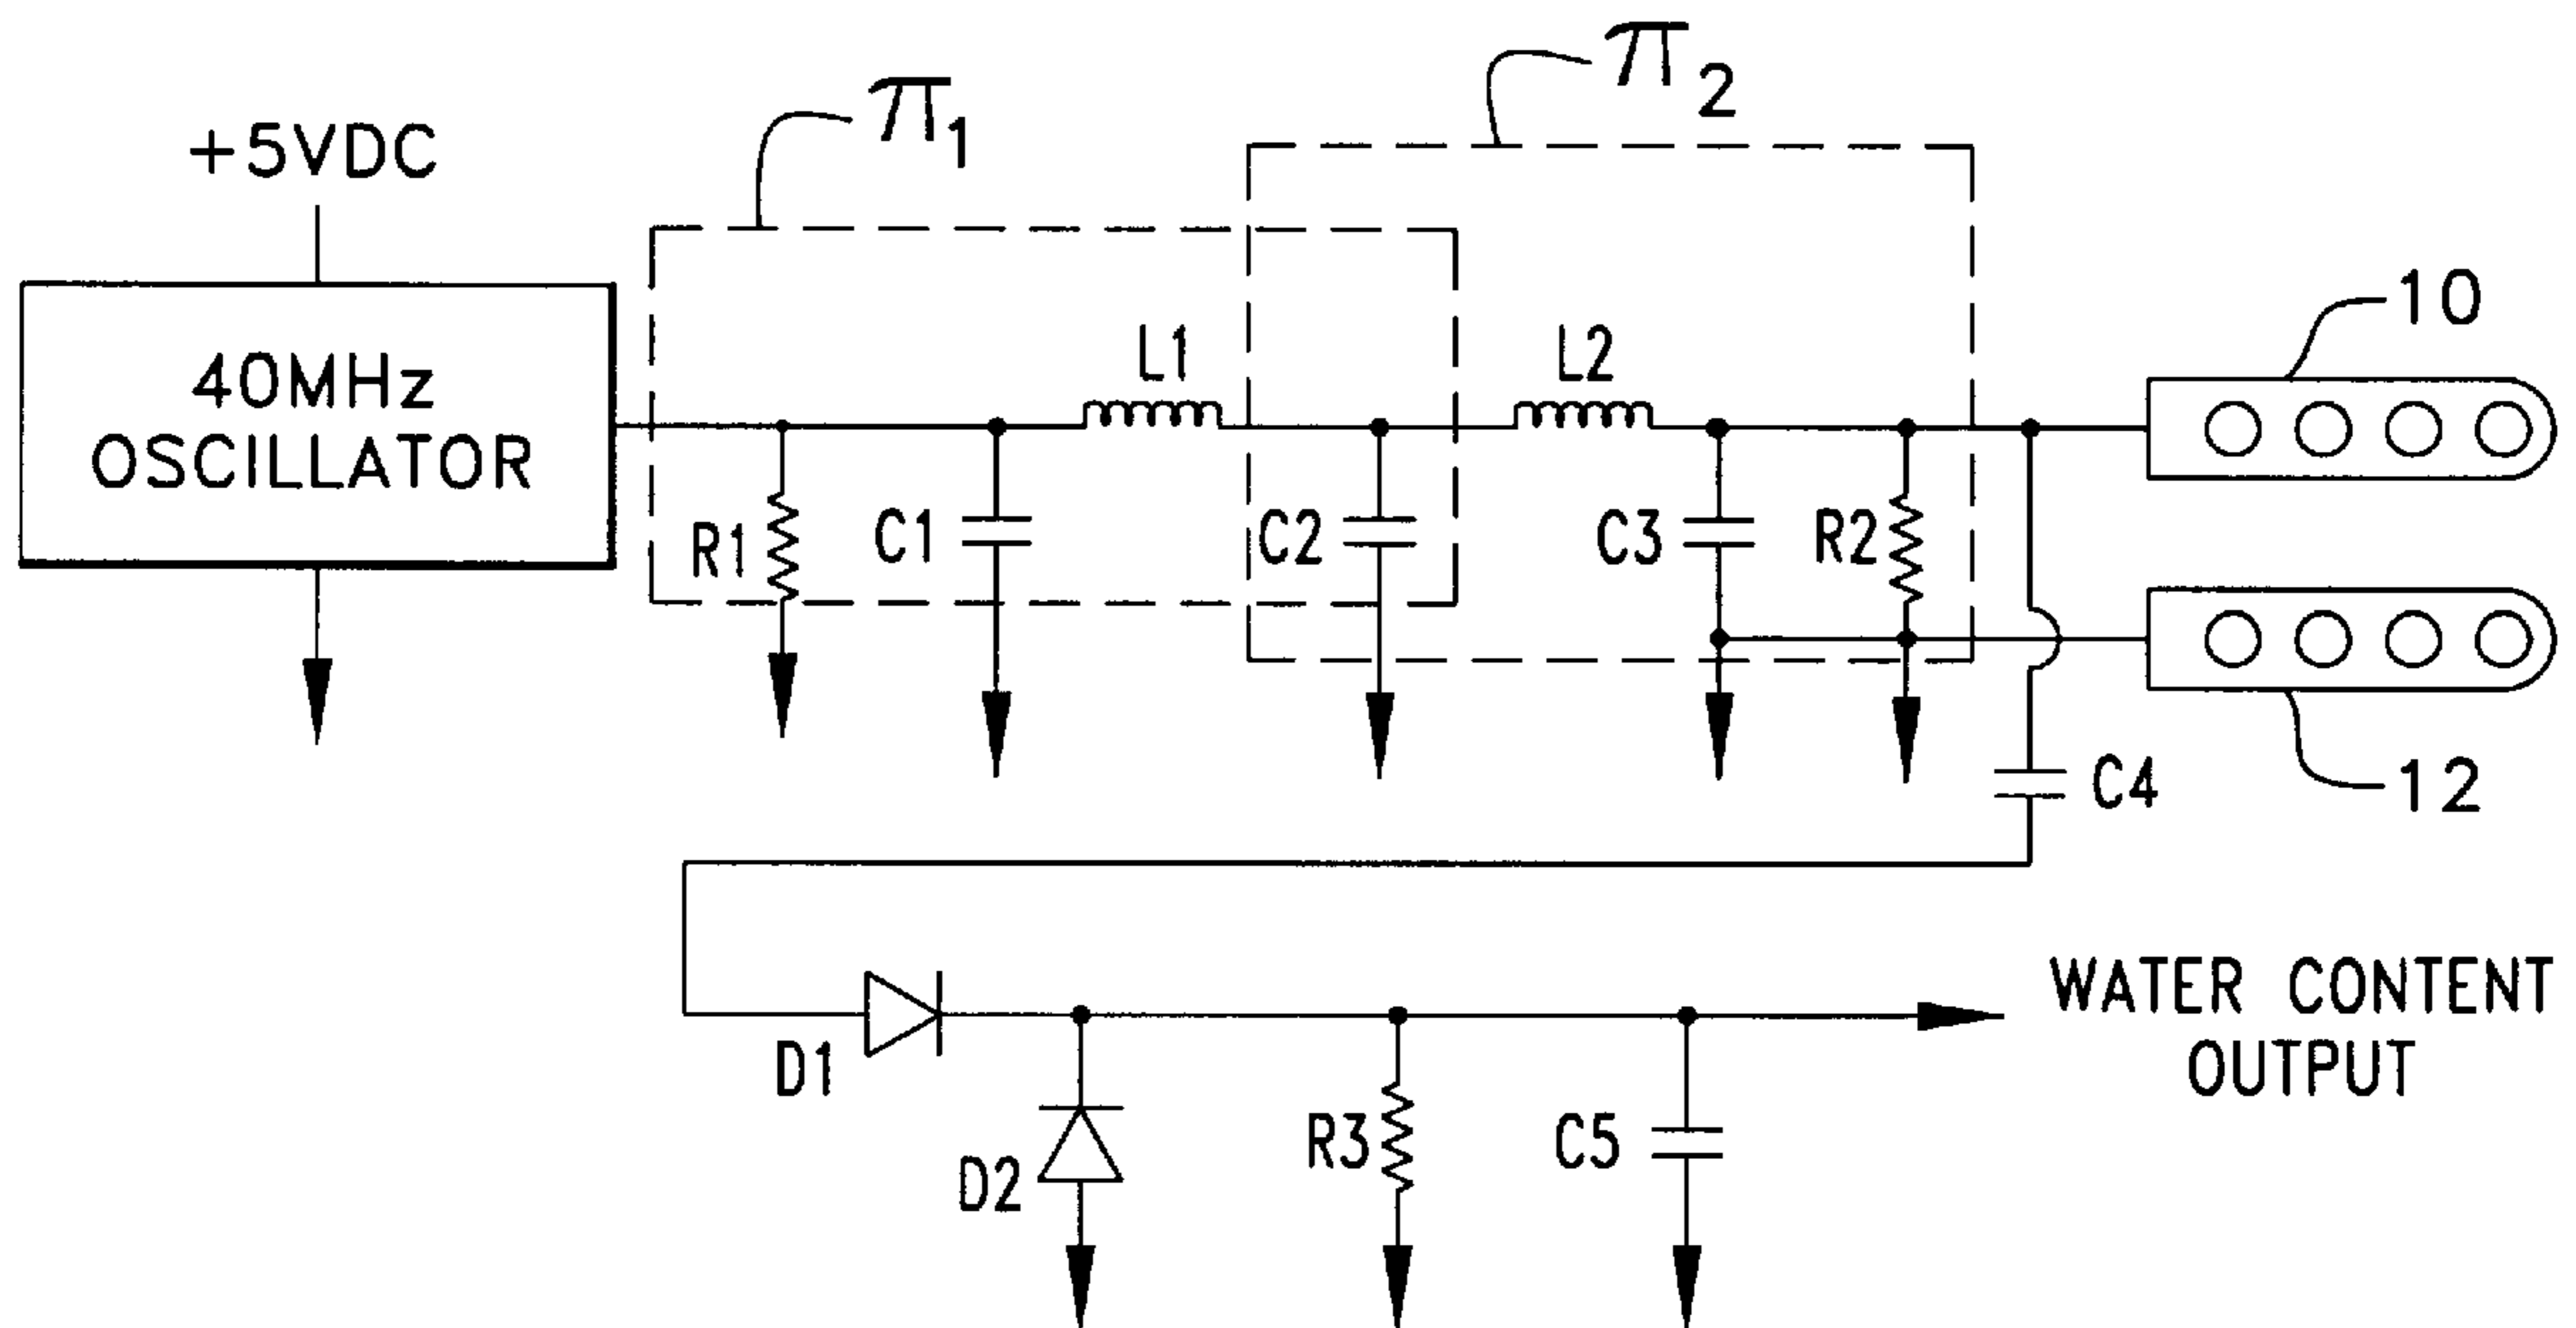 π1
π2
+5VDC
40MHz
OSCILLATOR
L1
L2
10
R1
C1
C2
C3
R2
12
C4
D1
WATER CONTENT
OUTPUT
D2
R3
C5